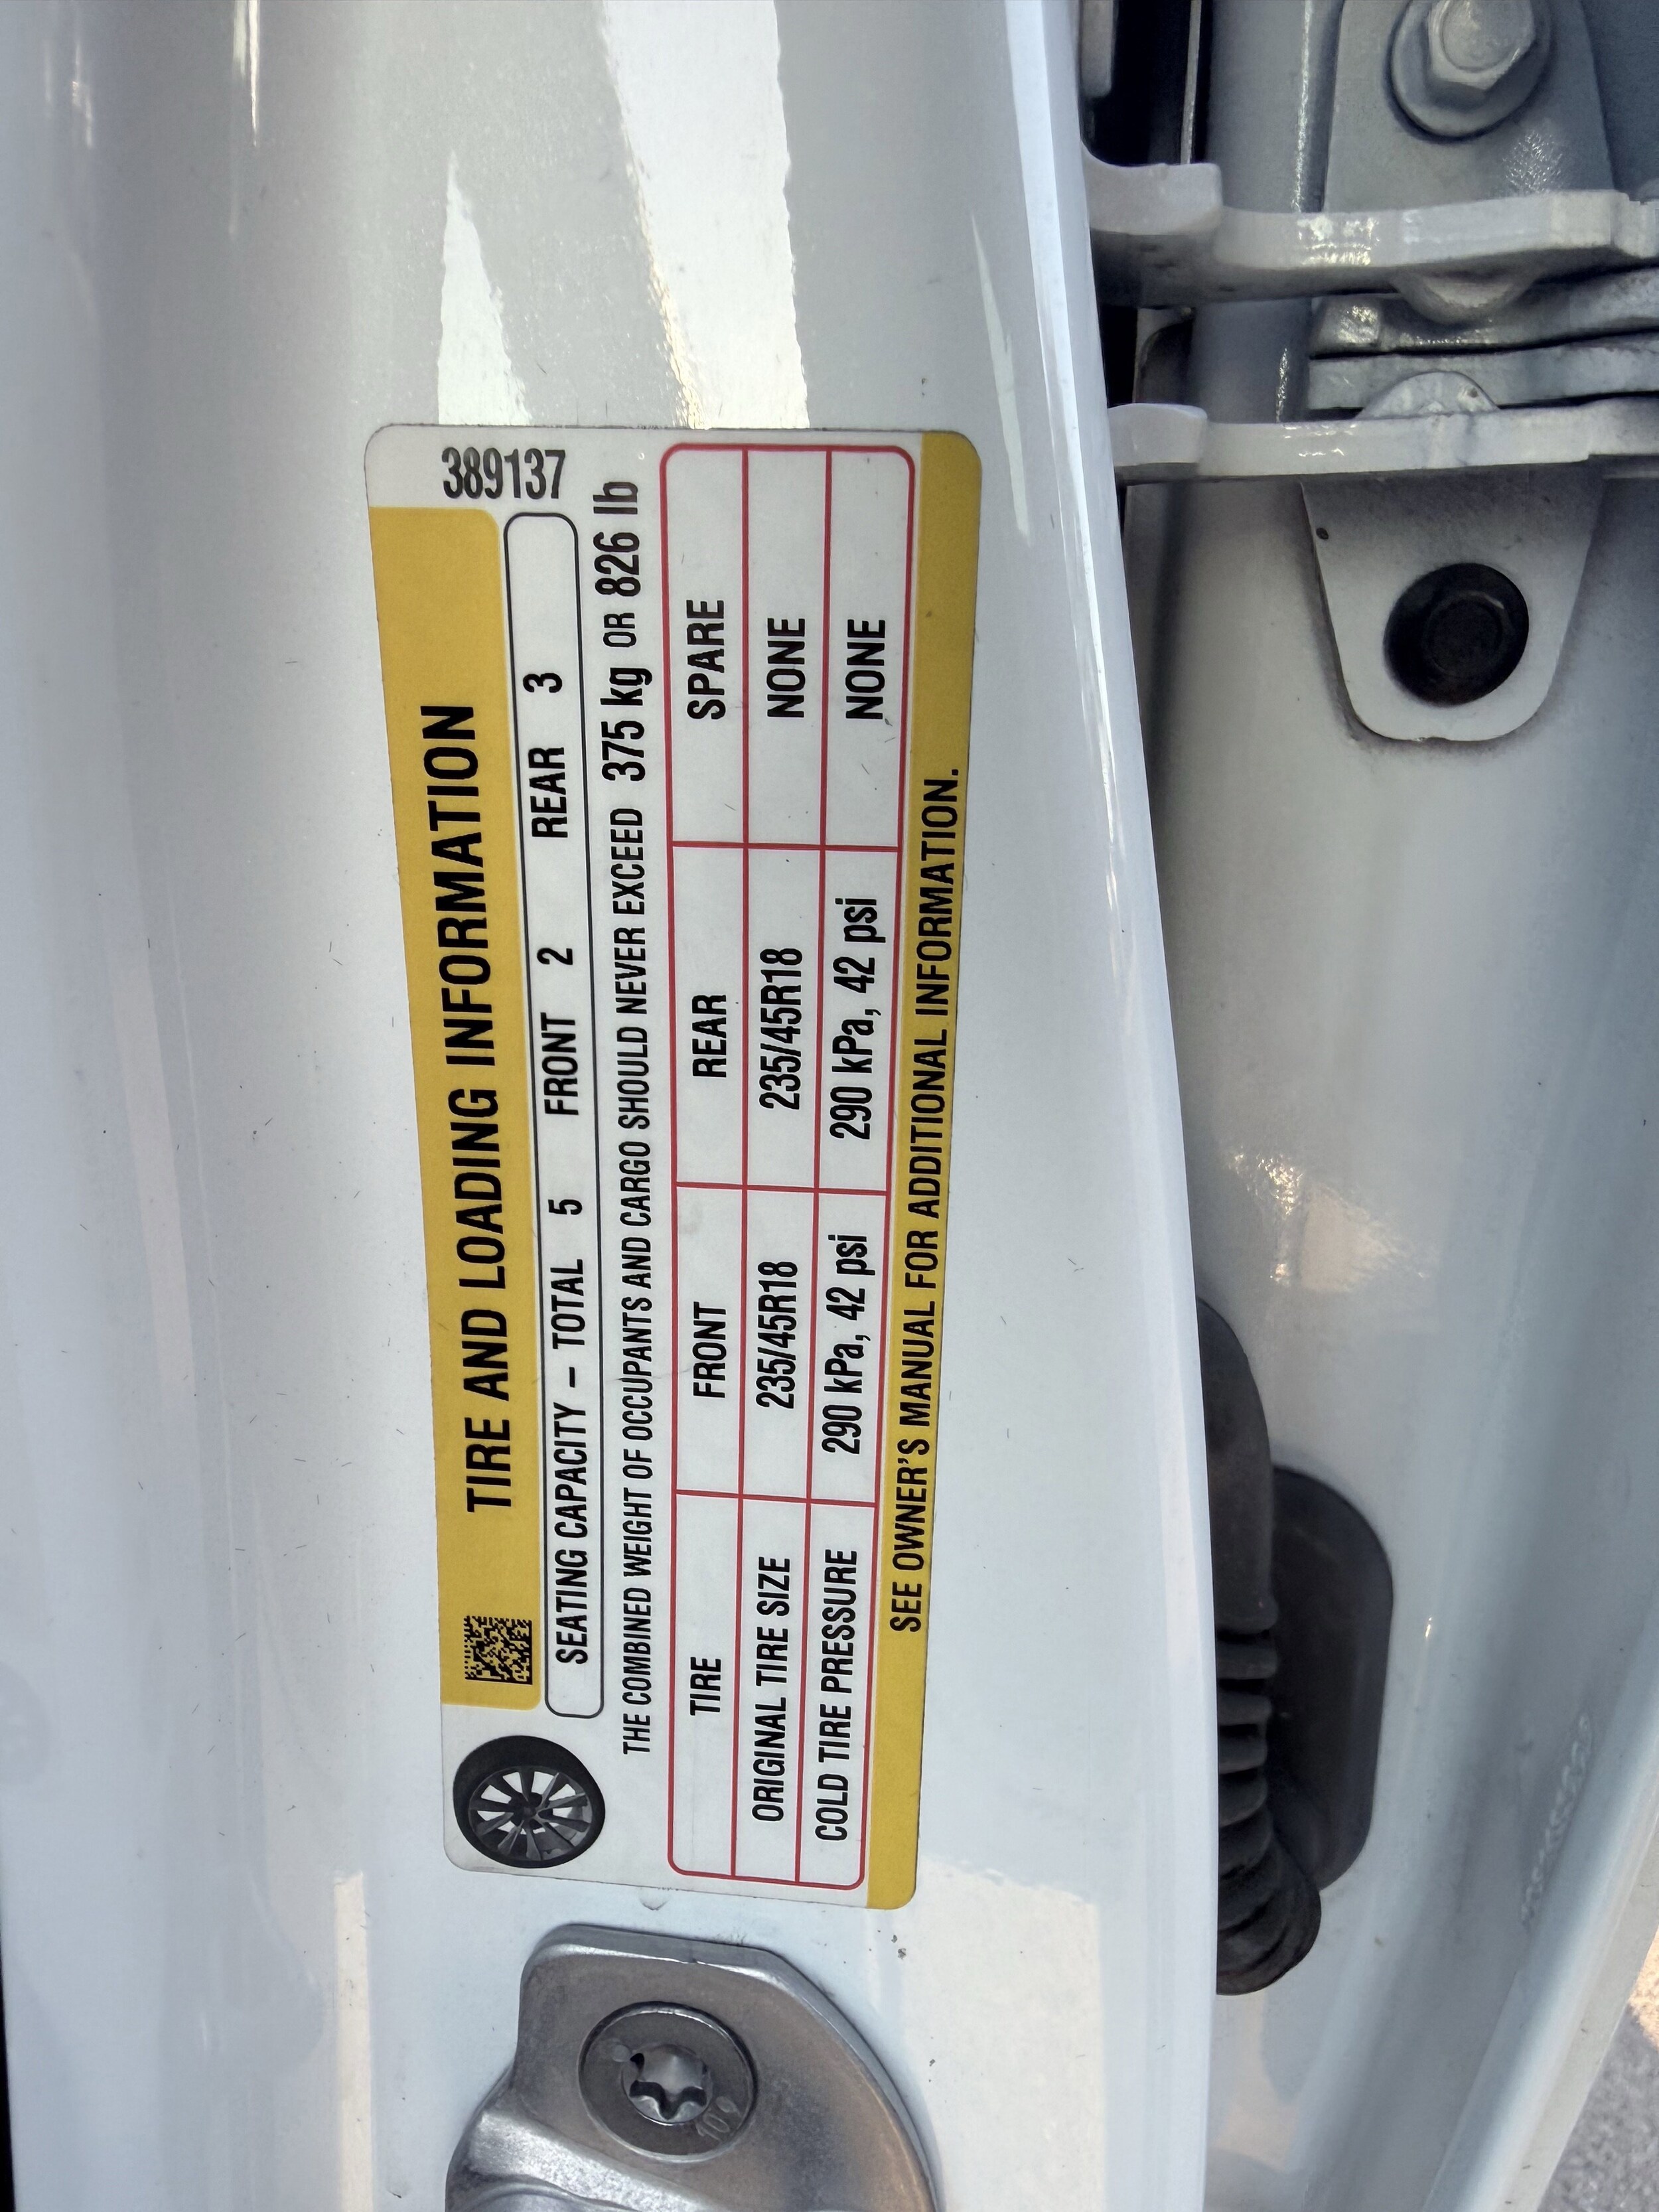 389137
TIRE AND LOADING INFORMATION
SEATING CAPACITY – TOTAL 5 FRONT 2 REAR 3
THE COMBINED WEIGHT OF OCCUPANTS AND CARGO SHOULD NEVER EXCEED 375 kg OR 826 lb
TIRE FRONT REAR SPARE
ORIGINAL TIRE SIZE 235/45R18 235/45R18 NONE
COLD TIRE PRESSURE 290 kPa, 42 psi 290 kPa, 42 psi NONE
SEE OWNER'S MANUAL FOR ADDITIONAL INFORMATION.